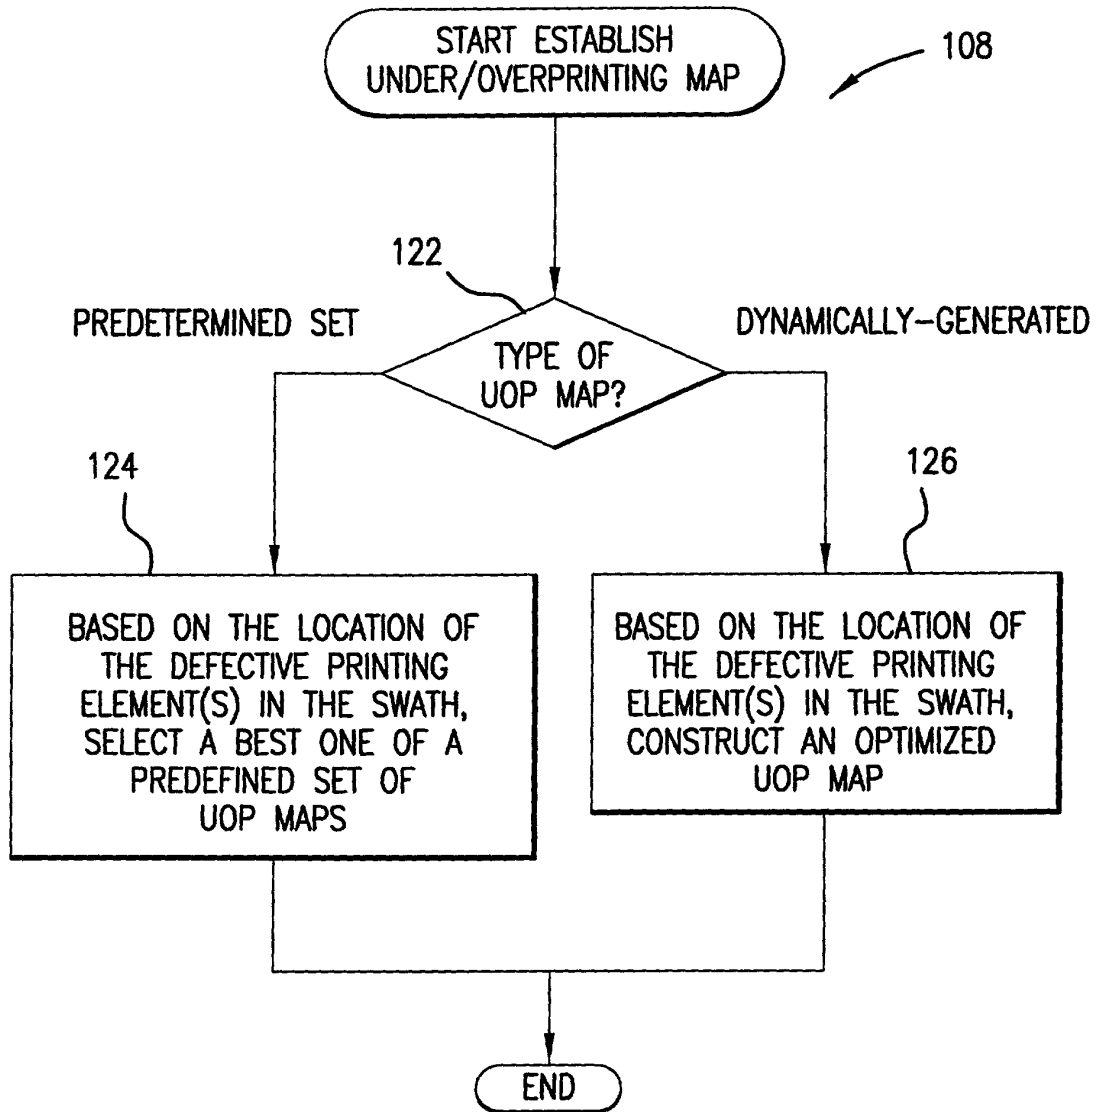 START ESTABLISH
UNDER/OVERPRINTING MAP
108
122
PREDETERMINED SET
DYNAMICALLY-GENERATED
TYPE OF
UOP MAP?
124
126
BASED ON THE LOCATION OF
THE DEFECTIVE PRINTING
ELEMENT(S) IN THE SWATH,
SELECT A BEST ONE OF A
PREDEFINED SET OF
UOP MAPS
BASED ON THE LOCATION OF
THE DEFECTIVE PRINTING
ELEMENT(S) IN THE SWATH,
CONSTRUCT AN OPTIMIZED
UOP MAP
END